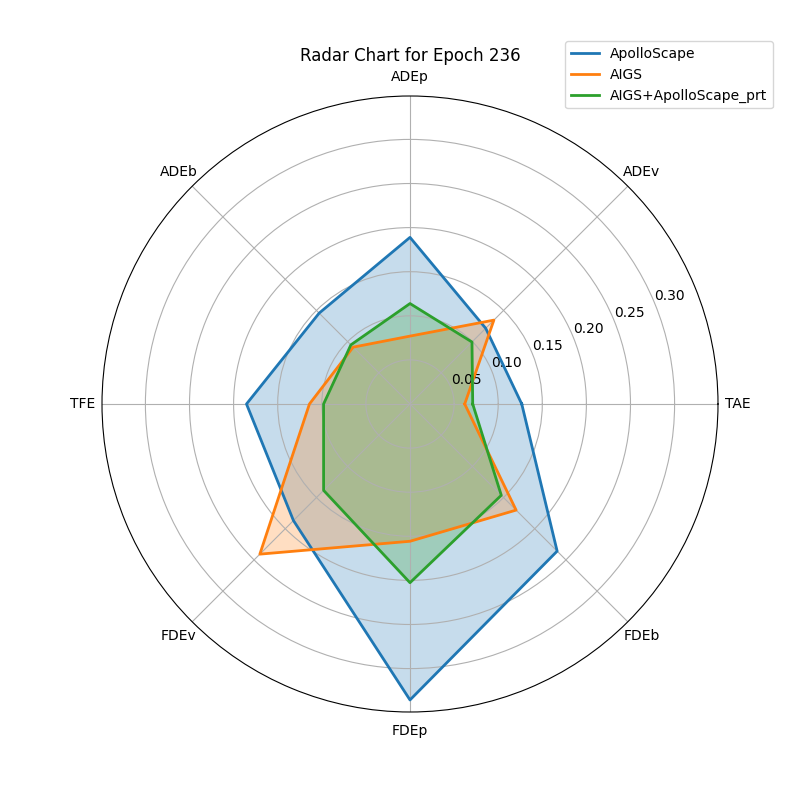 Radar Chart for Epoch 236
ApolloScape
AIGS
AIGS+ApolloScape_prt
ADEp
ADEb
ADEv
0.30
0.25
0.20
0.15
0.10
0.05
TFE
TAE
FDEv
FDEb
FDEp